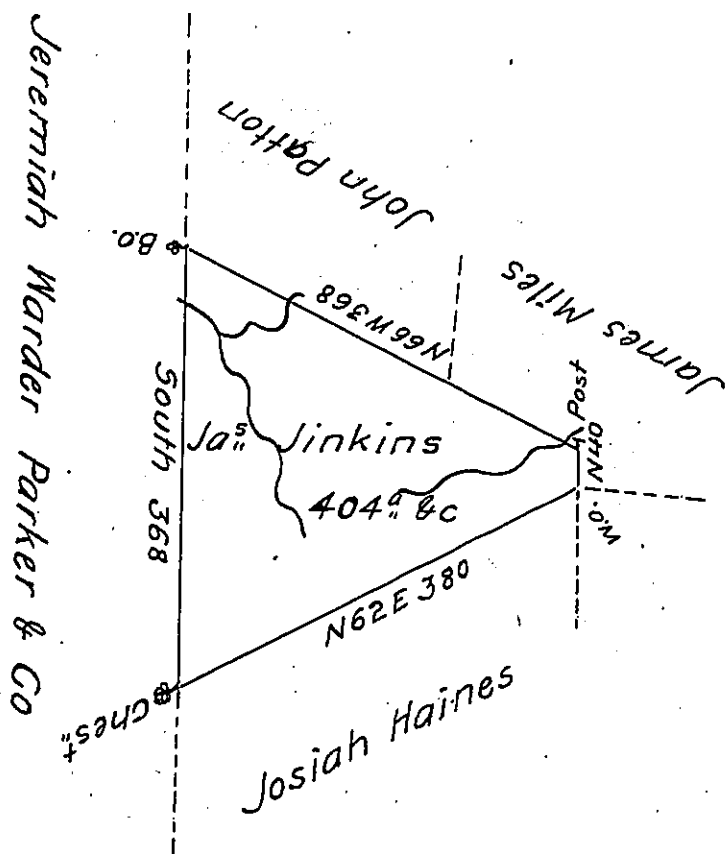 John Patton
James Miles
Jeremiah Warder Parker & Co
B.O.
N66W368
Post
N40
W.O.
South 368
Jaˢ Jinkins
404ᵃ &c
N62E 380
Chesᵗ
Josiah Haines